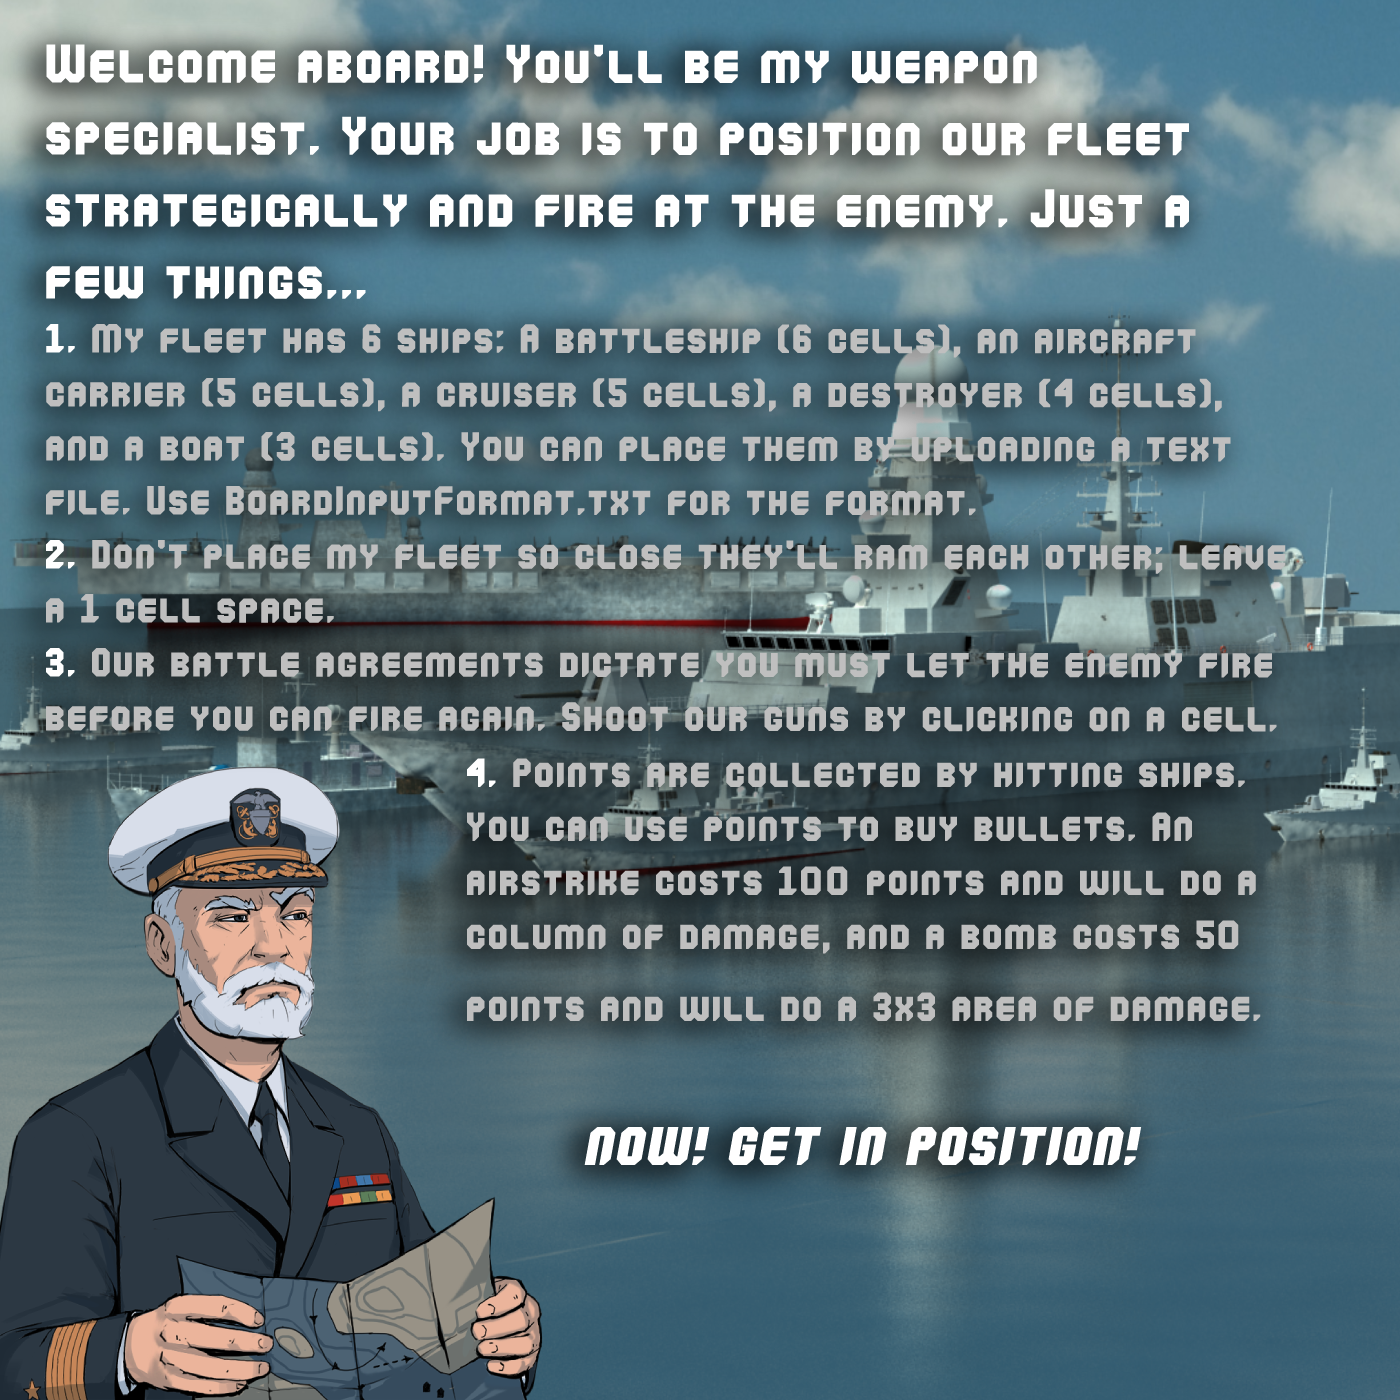 Welcome aboard! You'll be my weapon
specialist. Your job is to position our fleet
strategically and fire at the enemy. Just a
few things...
1. My fleet has 6 ships: A battleship (6 cells), an aircraft
carrier (5 cells), a cruiser (5 cells), a destroyer (4 cells),
and a boat (3 cells). You can place them by uploading a text
file. Use BoardInputFormat.txt for the format.
2. Don't place my fleet so close they'll ram each other; leave
a 1 cell space.
3. Our battle agreements dictate you must let the enemy fire
before you can fire again. Shoot our guns by clicking on a cell.
4. Points are collected by hitting ships.
You can use points to buy bullets. An
airstrike costs 100 points and will do a
column of damage, and a bomb costs 50
points and will do a 3x3 area of damage.
NOW! GET IN POSITION!